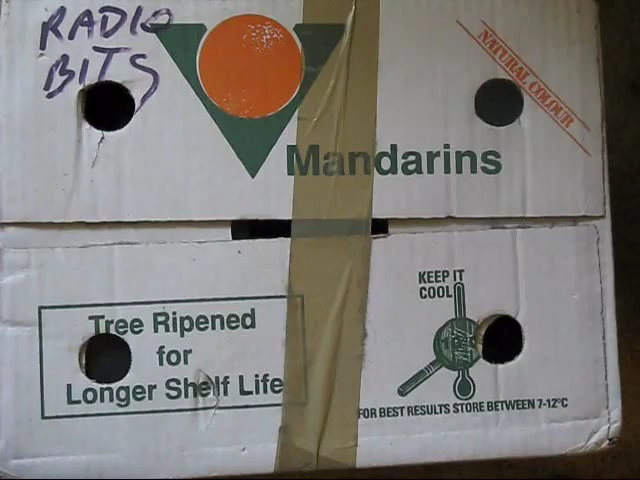 RADIO
BITS
NATURAL COLOUR
Mandarins
KEEP IT
COOL
Tree Ripened
for
Longer Shelf Life
FOR BEST RESULTS STORE BETWEEN 7-12°C